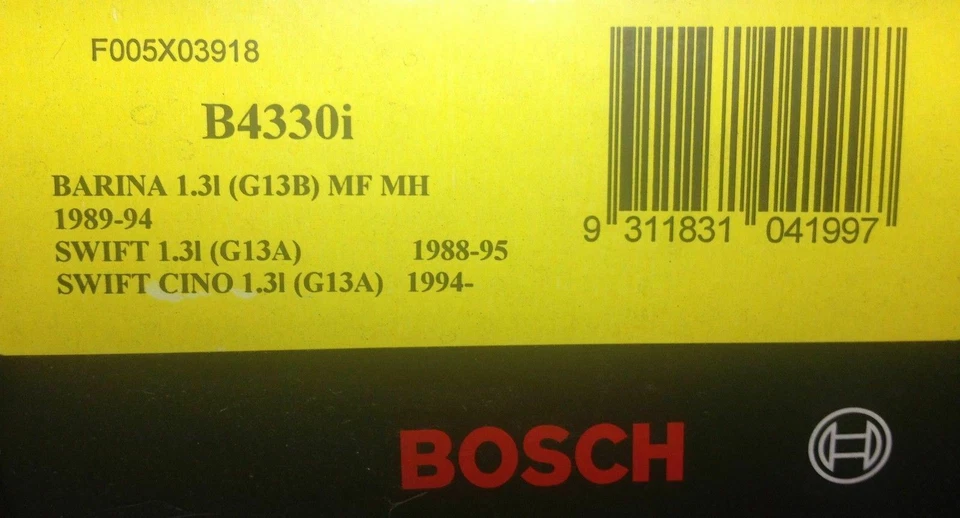 F005X03918
B4330i
BARINA 1.3l (G13B) MF MH
1989-94
SWIFT 1.3l (G13A) 1988-95
SWIFT CINO 1.3l (G13A) 1994-
9 311831 041997
BOSCH